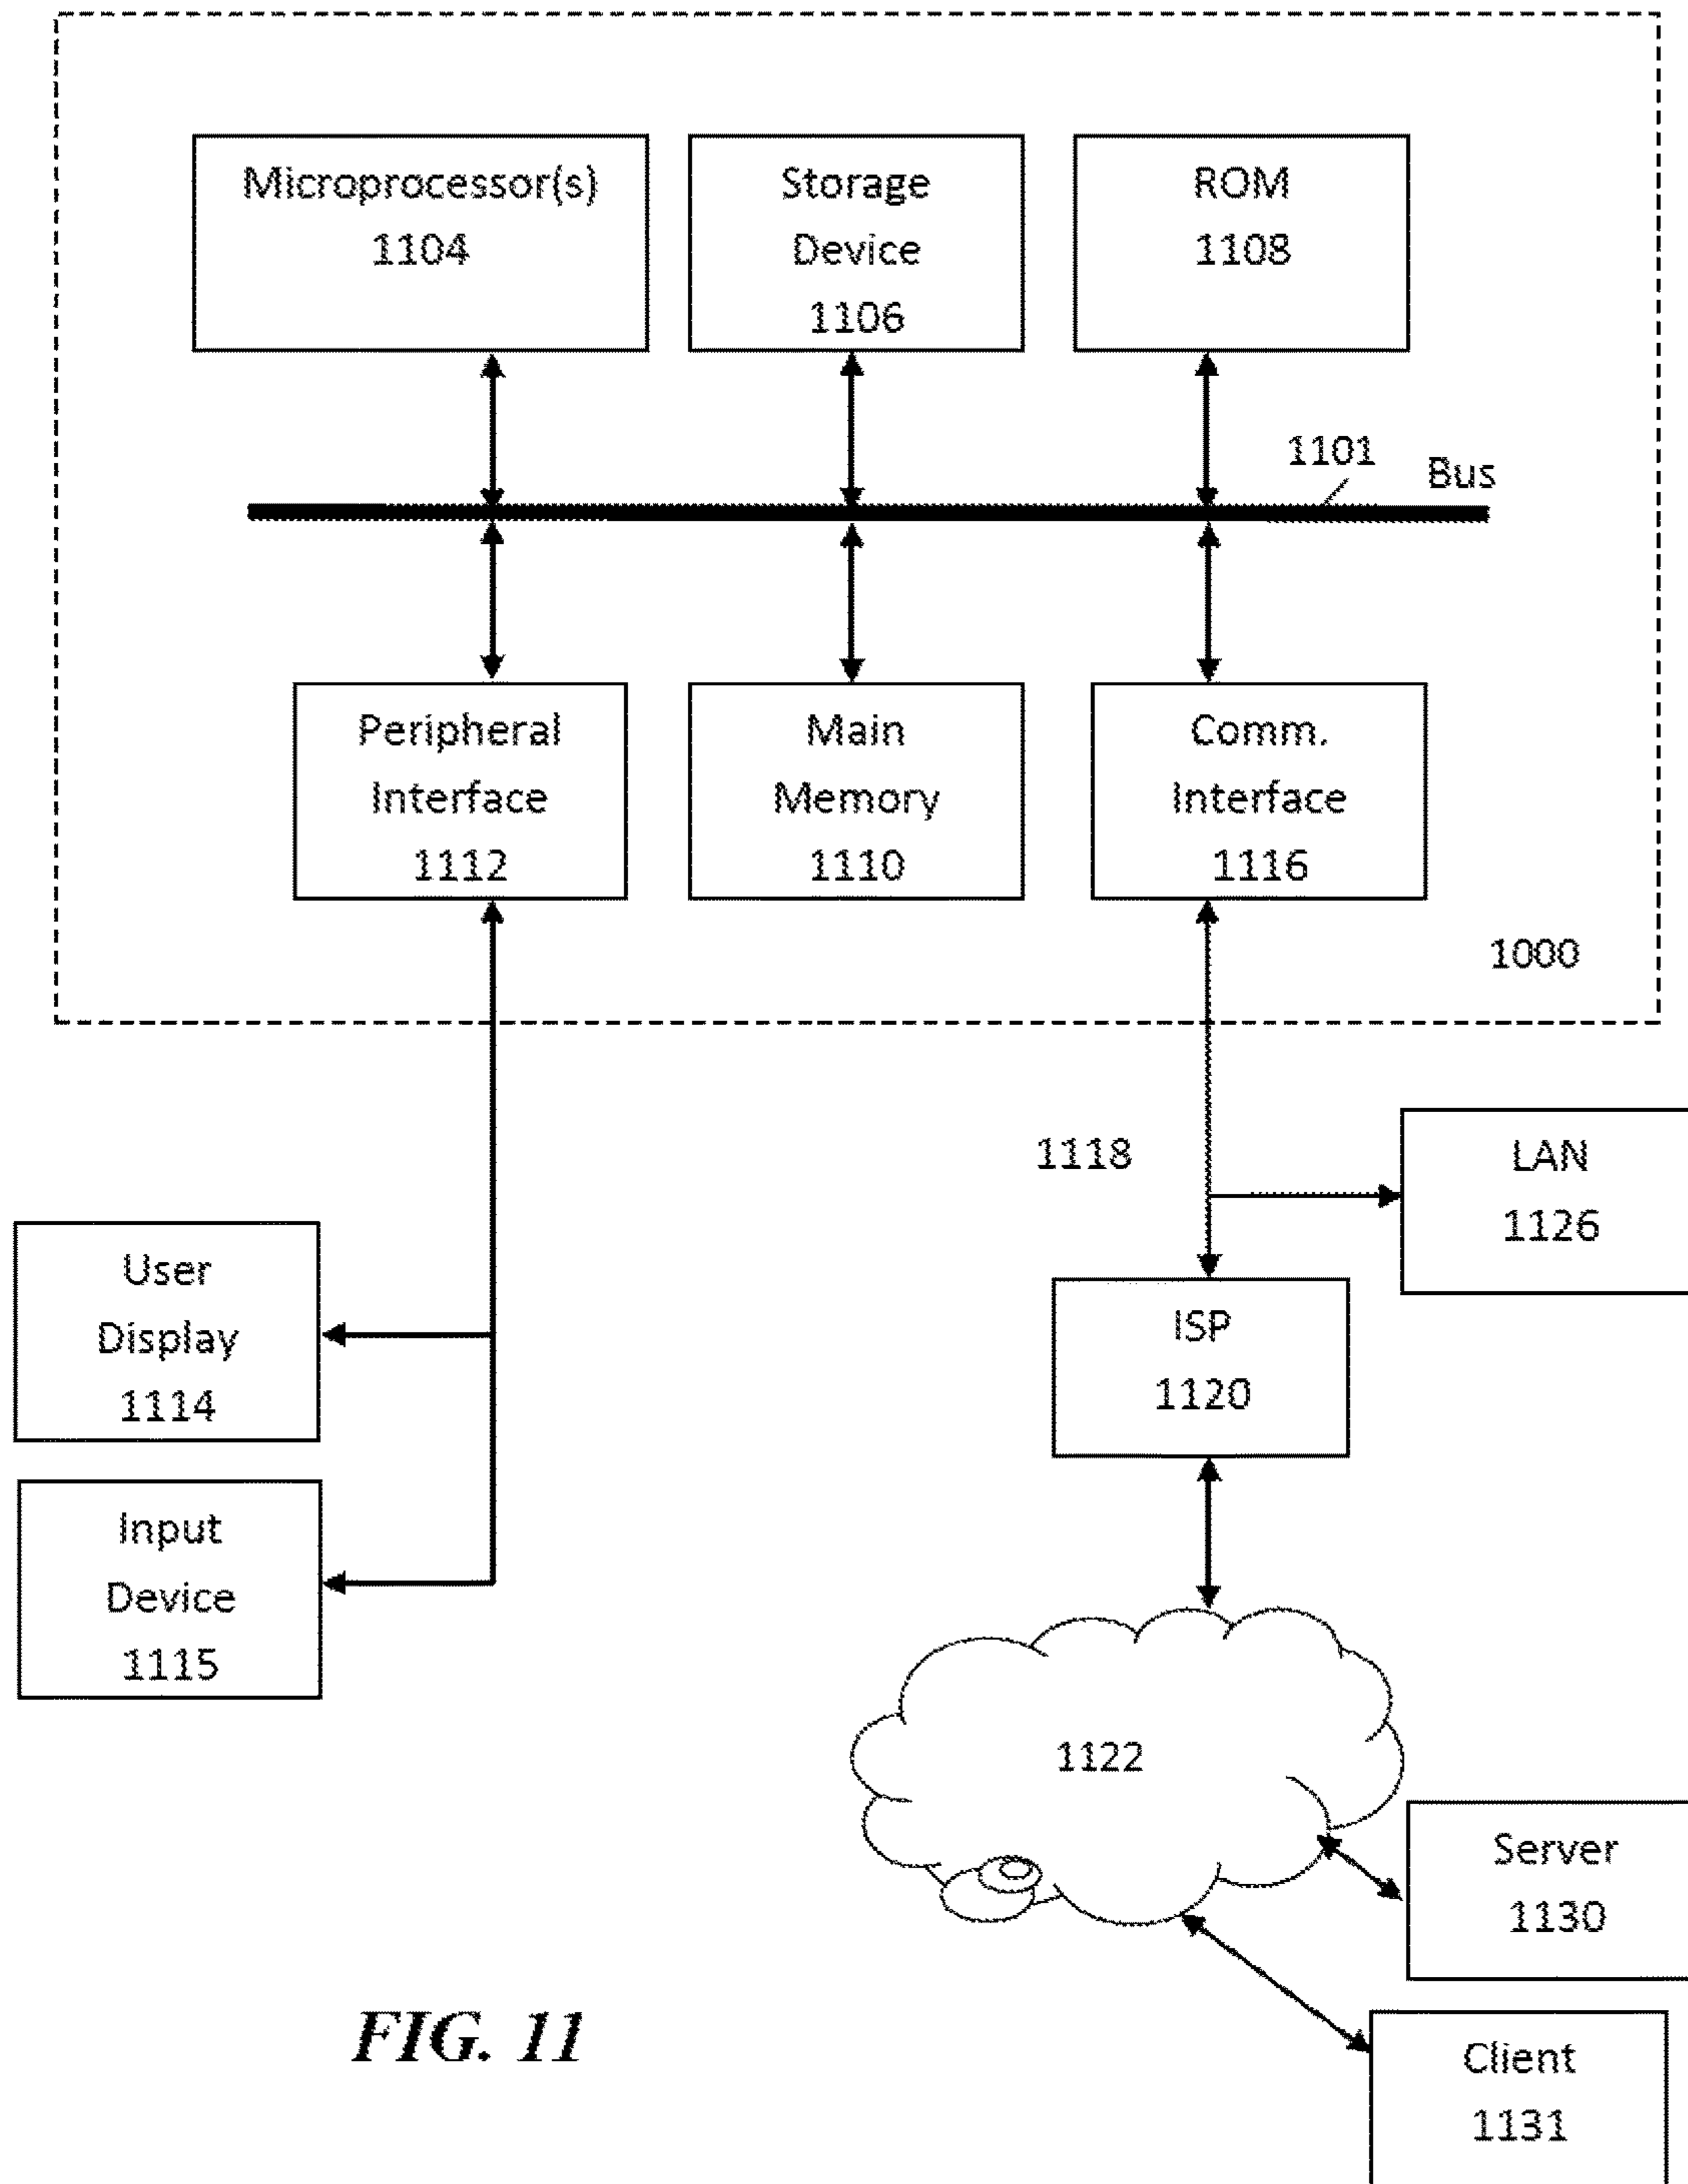 Microprocessor(s)
1104
Storage
Device
1106
ROM
1108
1101
Bus
Peripheral
Interface
1112
Main
Memory
1110
Comm.
Interface
1116
1000
1118
LAN
1126
User
Display
1114
ISP
1120
Input
Device
1115
1122
Server
1130
Client
1131
FIG. 11